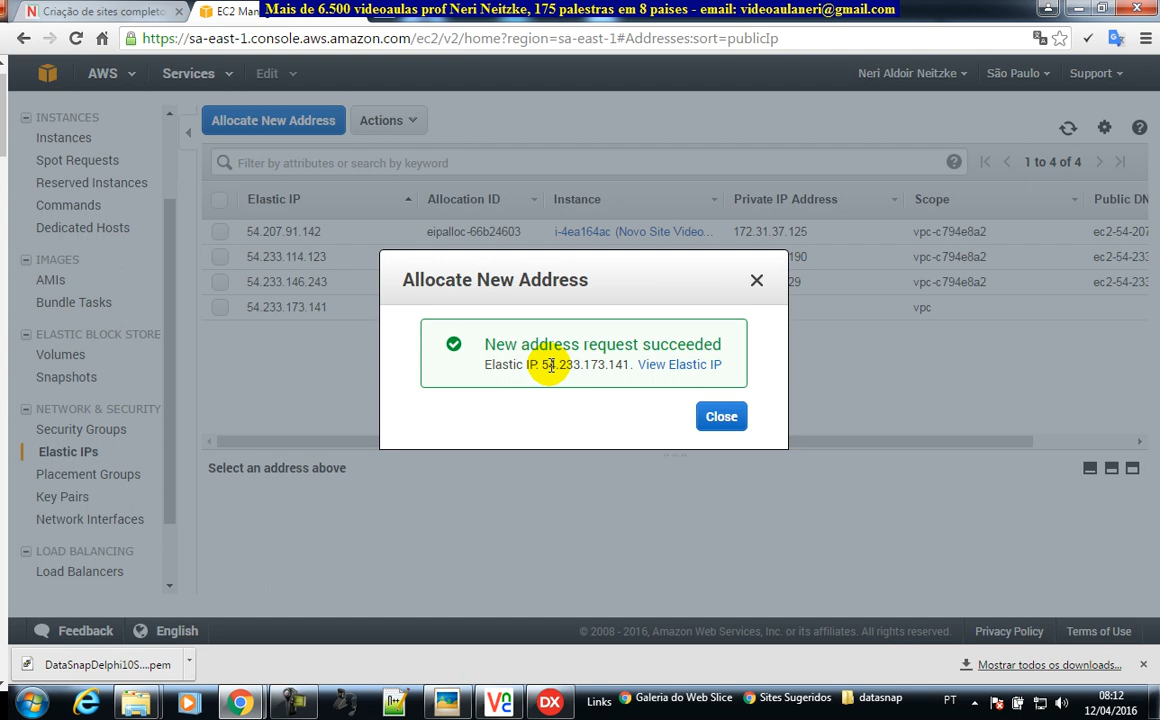 Criação de sites completo
EC2 Man
Mais de 6.500 videoaulas prof Neri Neitzke, 175 palestras em 8 paises - email: videoaulaneri@gmail.com
https://sa-east-1.console.aws.amazon.com/ec2/v2/home?region=sa-east-1#Addresses:sort=publicIp
AWS Services Edit Neri Aldoir Neitzke São Paulo Support
INSTANCES
Instances
Spot Requests
Reserved Instances
Commands
Dedicated Hosts
IMAGES
AMIs
Bundle Tasks
ELASTIC BLOCK STORE
Volumes
Snapshots
NETWORK & SECURITY
Security Groups
Elastic IPs
Placement Groups
Key Pairs
Network Interfaces
LOAD BALANCING
Load Balancers
Allocate New Address Actions
Filter by attributes or search by keyword 1 to 4 of 4
Elastic IP Allocation ID Instance Private IP Address Scope Public DN
54.207.91.142 eipalloc-66b24603 i-4ea164ac (Novo Site Video... 172.31.37.125 vpc-c794e8a2 ec2-54-207
54.233.114.123 190 vpc-c794e8a2 ec2-54-233
54.233.146.243 29 vpc-c794e8a2 ec2-54-233
54.233.173.141 vpc
Allocate New Address
New address request succeeded
Elastic IP: 54.233.173.141. View Elastic IP
Close
Select an address above
Feedback English © 2008 - 2016, Amazon Web Services, Inc. or its affiliates. All rights reserved. Privacy Policy Terms of Use
DataSnapDelphi10S....pem Mostrar todos os downloads...
Links Galeria do Web Slice Sites Sugeridos datasnap PT 08:12
12/04/2016